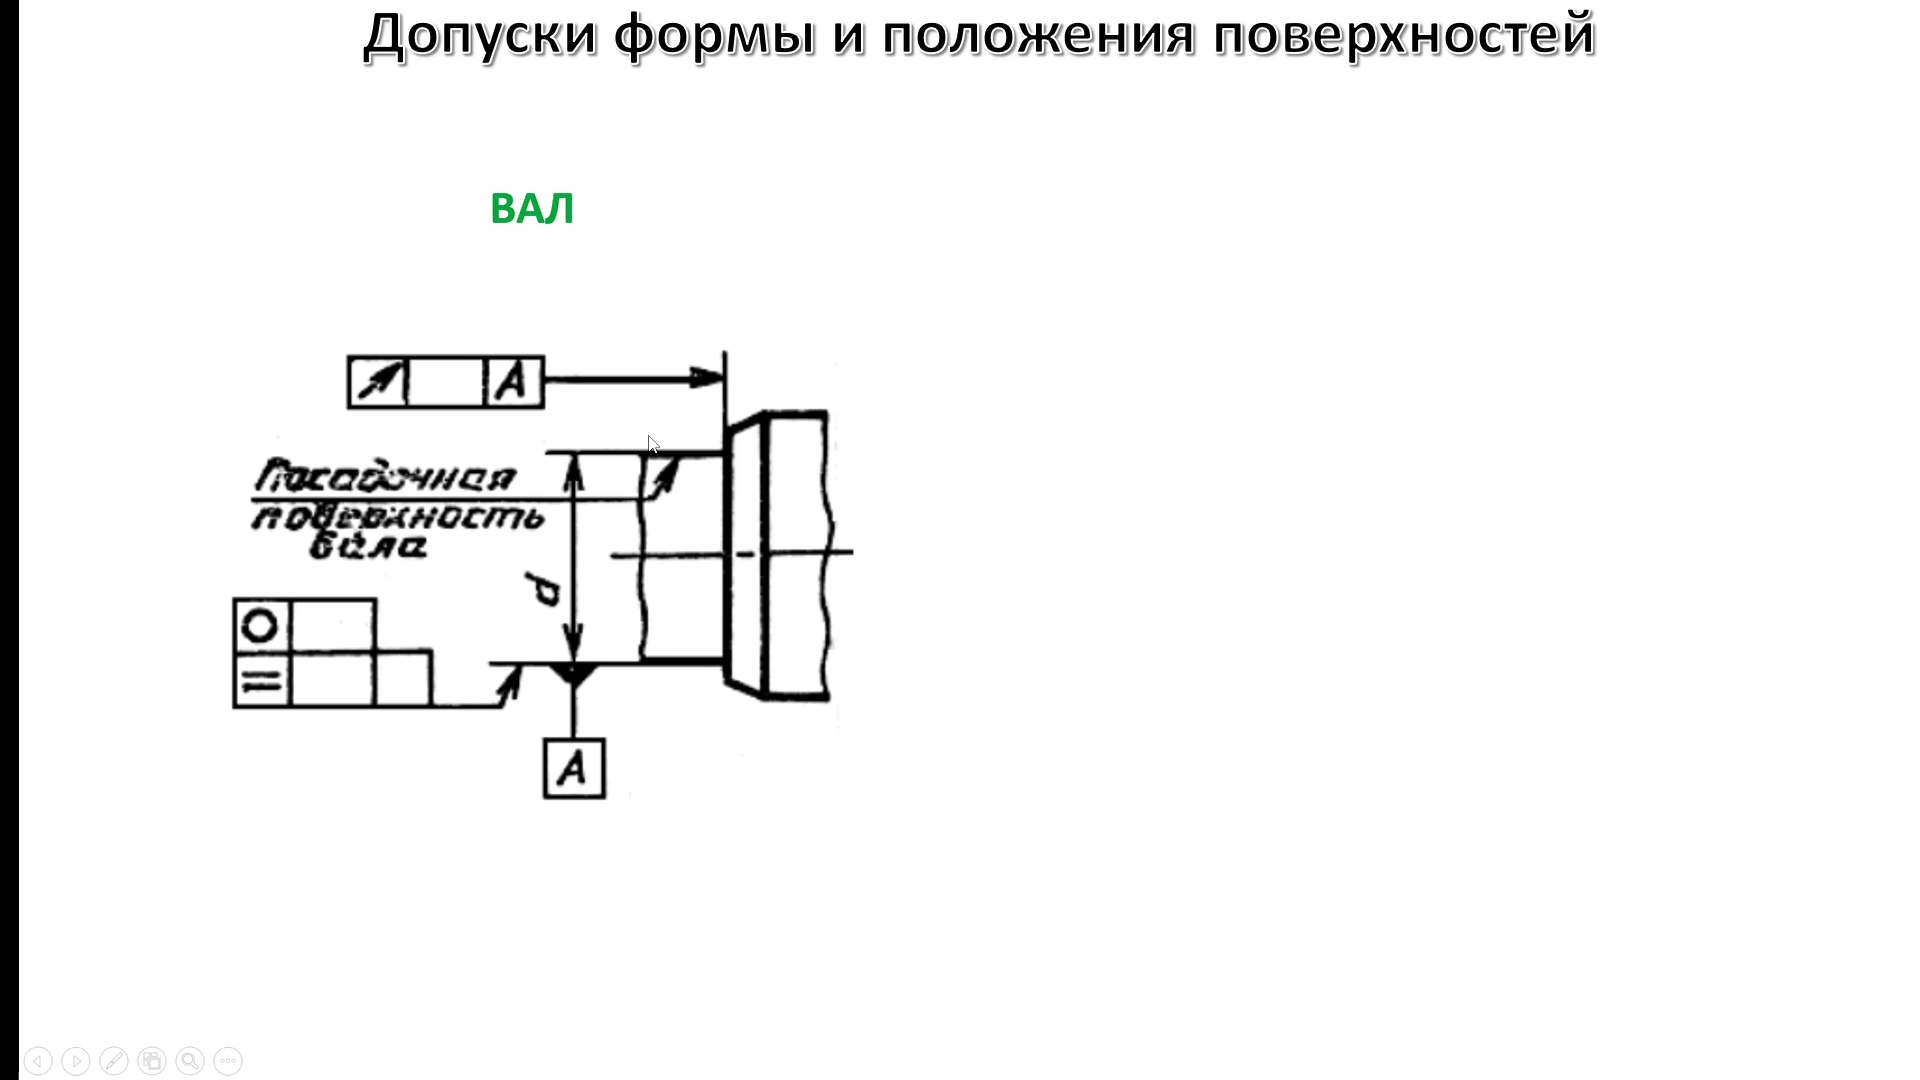 Допуски формы и положения поверхностей
ВАЛ
А
Посадочная
поверхность
вала
d
А